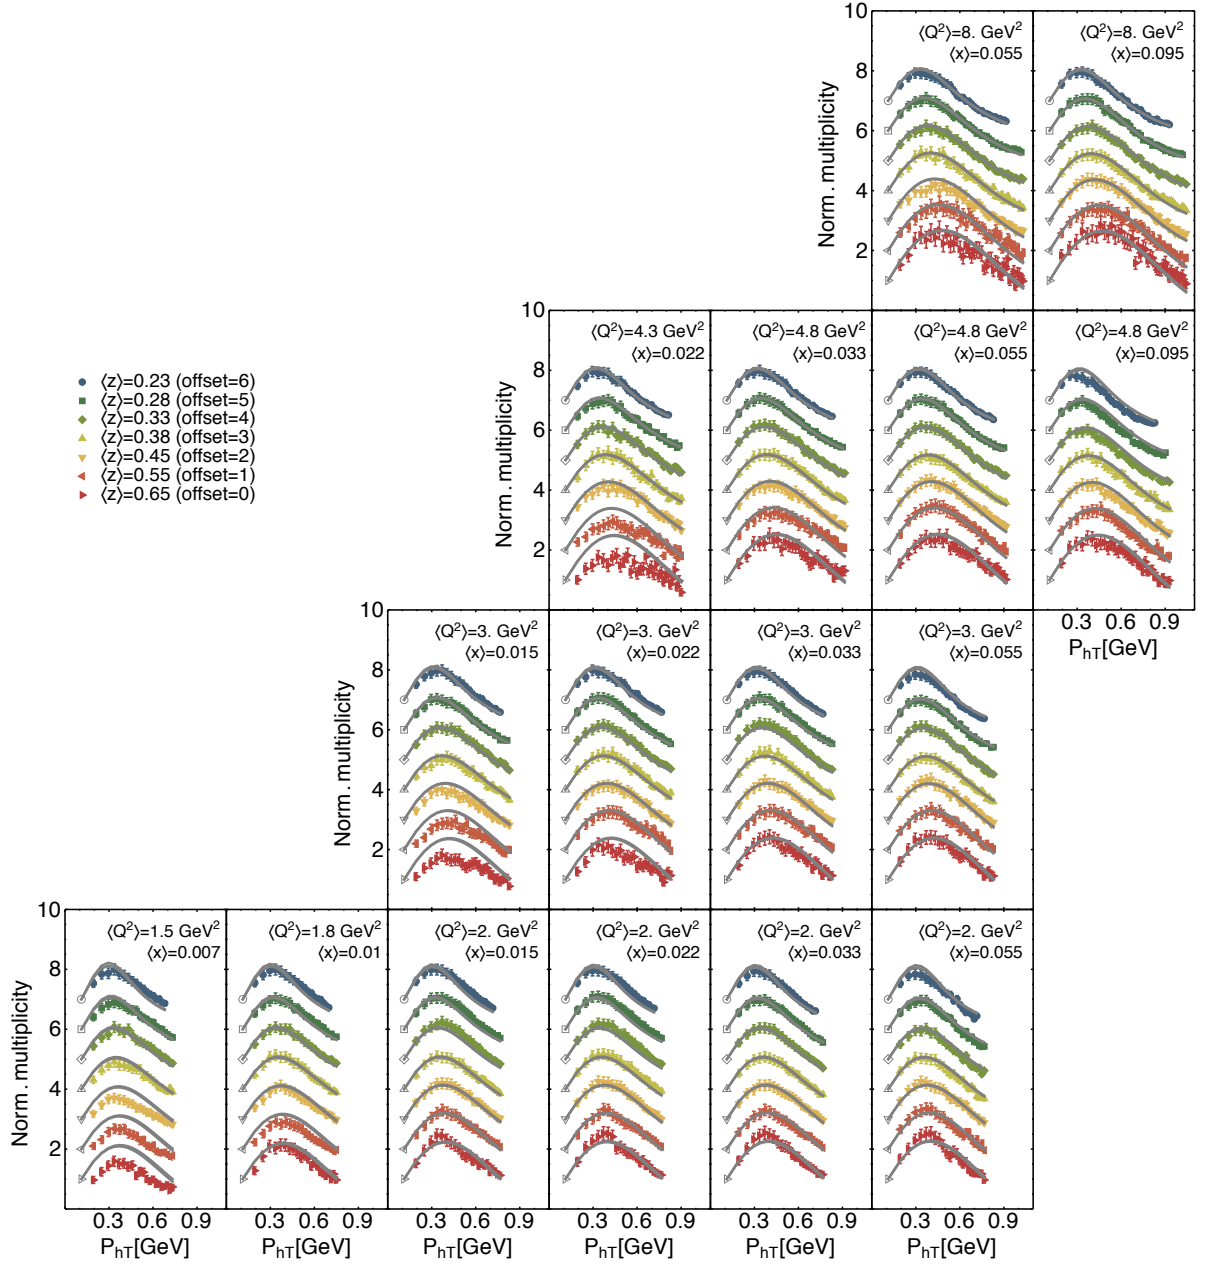 10
8
6
4
2
Norm. multiplicity
⟨Q²⟩=8. GeV²
⟨x⟩=0.055
⟨Q²⟩=8. GeV²
⟨x⟩=0.095
10
8
6
4
2
Norm. multiplicity
⟨Q²⟩=4.3 GeV²
⟨x⟩=0.022
⟨Q²⟩=4.8 GeV²
⟨x⟩=0.033
⟨Q²⟩=4.8 GeV²
⟨x⟩=0.055
⟨Q²⟩=4.8 GeV²
⟨x⟩=0.095
0.3 0.6 0.9
P_hT[GeV]
⟨z⟩=0.23 (offset=6)
⟨z⟩=0.28 (offset=5)
⟨z⟩=0.33 (offset=4)
⟨z⟩=0.38 (offset=3)
⟨z⟩=0.45 (offset=2)
⟨z⟩=0.55 (offset=1)
⟨z⟩=0.65 (offset=0)
10
8
6
4
2
Norm. multiplicity
⟨Q²⟩=3. GeV²
⟨x⟩=0.015
⟨Q²⟩=3. GeV²
⟨x⟩=0.022
⟨Q²⟩=3. GeV²
⟨x⟩=0.033
⟨Q²⟩=3. GeV²
⟨x⟩=0.055
10
8
6
4
2
Norm. multiplicity
⟨Q²⟩=1.5 GeV²
⟨x⟩=0.007
⟨Q²⟩=1.8 GeV²
⟨x⟩=0.01
⟨Q²⟩=2. GeV²
⟨x⟩=0.015
⟨Q²⟩=2. GeV²
⟨x⟩=0.022
⟨Q²⟩=2. GeV²
⟨x⟩=0.033
⟨Q²⟩=2. GeV²
⟨x⟩=0.055
0.3 0.6 0.9
P_hT[GeV]
0.3 0.6 0.9
P_hT[GeV]
0.3 0.6 0.9
P_hT[GeV]
0.3 0.6 0.9
P_hT[GeV]
0.3 0.6 0.9
P_hT[GeV]
0.3 0.6 0.9
P_hT[GeV]